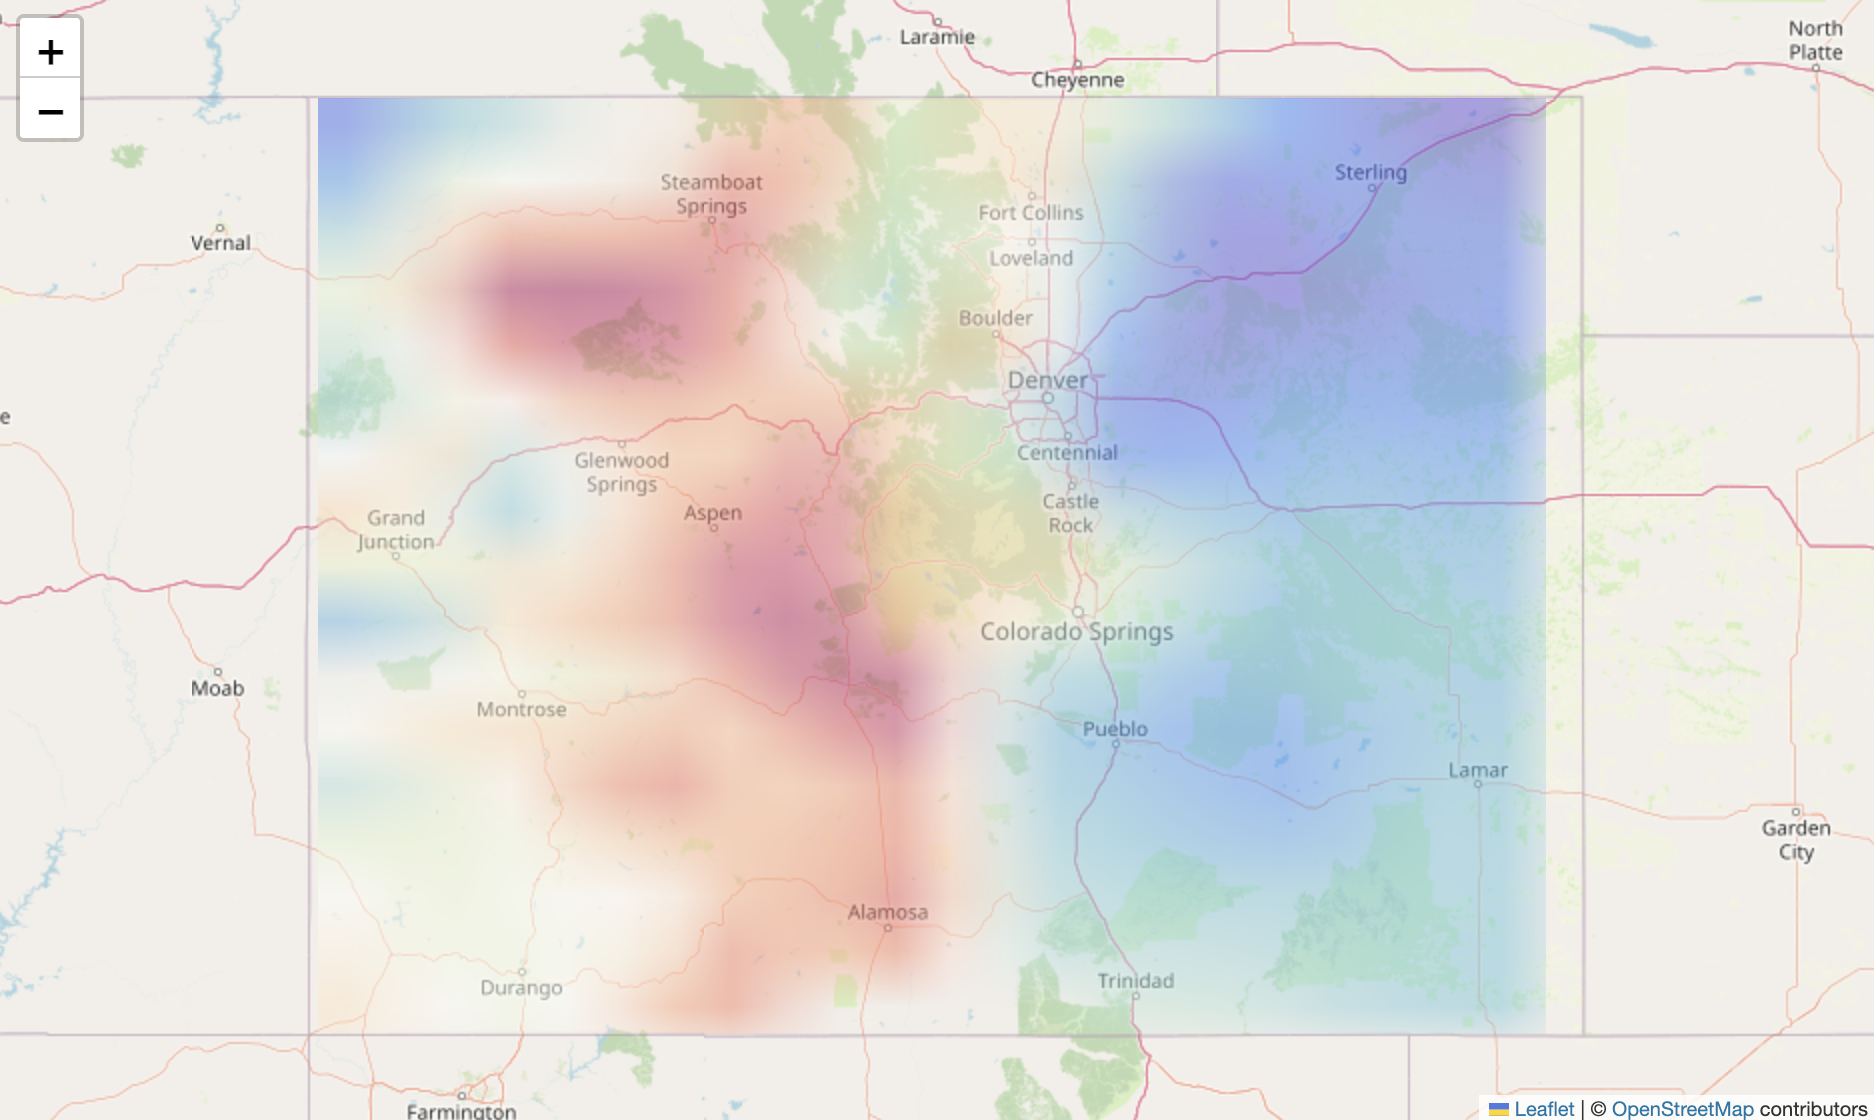 +
−
Laramie
Cheyenne
North
Platte
Steamboat
Springs
Sterling
Fort Collins
Vernal
Loveland
Boulder
Denver
e
Centennial
Glenwood
Springs
Castle
Rock
Aspen
Grand
Junction
Colorado Springs
Moab
Montrose
Pueblo
Lamar
Garden
City
Alamosa
Trinidad
Durango
Farmington
Leaflet | © OpenStreetMap contributors